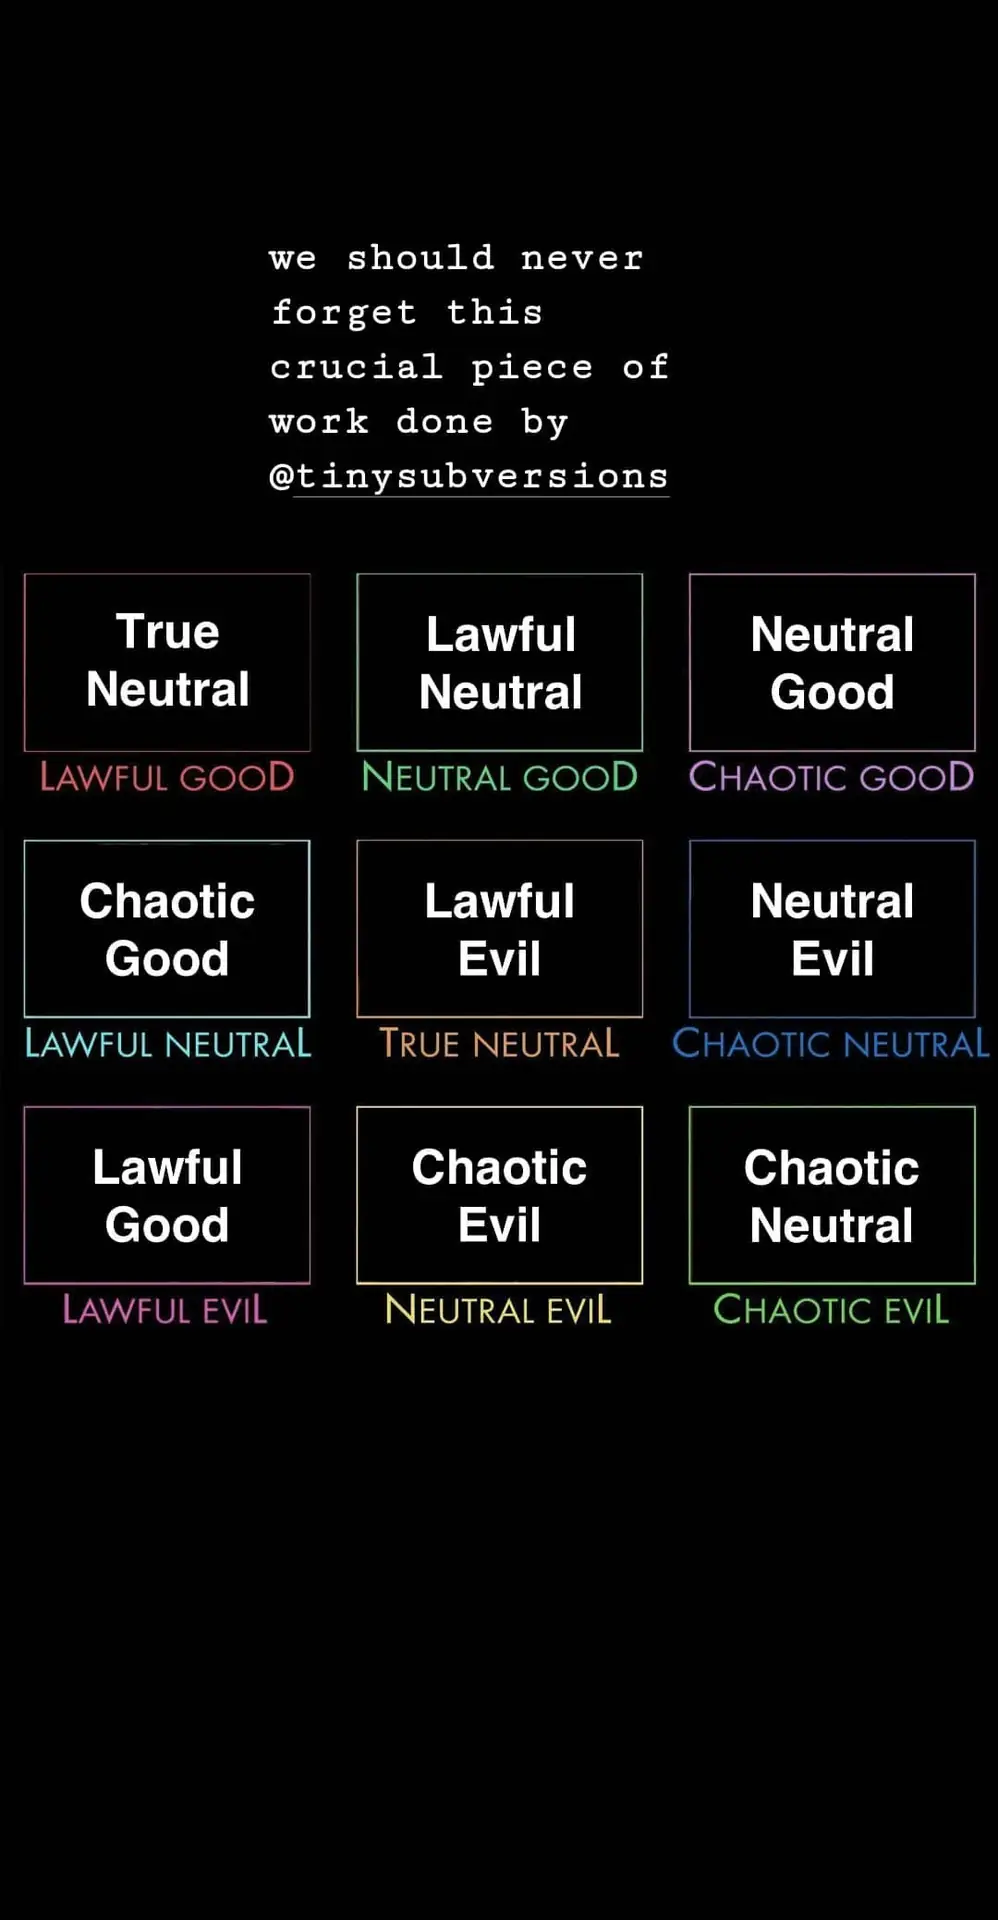 we should never
forget this
crucial piece of
work done by
@tinysubversions
True
Neutral
LAWFUL GOOD
Lawful
Neutral
NEUTRAL GOOD
Neutral
Good
CHAOTIC GOOD
Chaotic
Good
LAWFUL NEUTRAL
Lawful
Evil
TRUE NEUTRAL
Neutral
Evil
CHAOTIC NEUTRAL
Lawful
Good
LAWFUL EVIL
Chaotic
Evil
NEUTRAL EVIL
Chaotic
Neutral
CHAOTIC EVIL